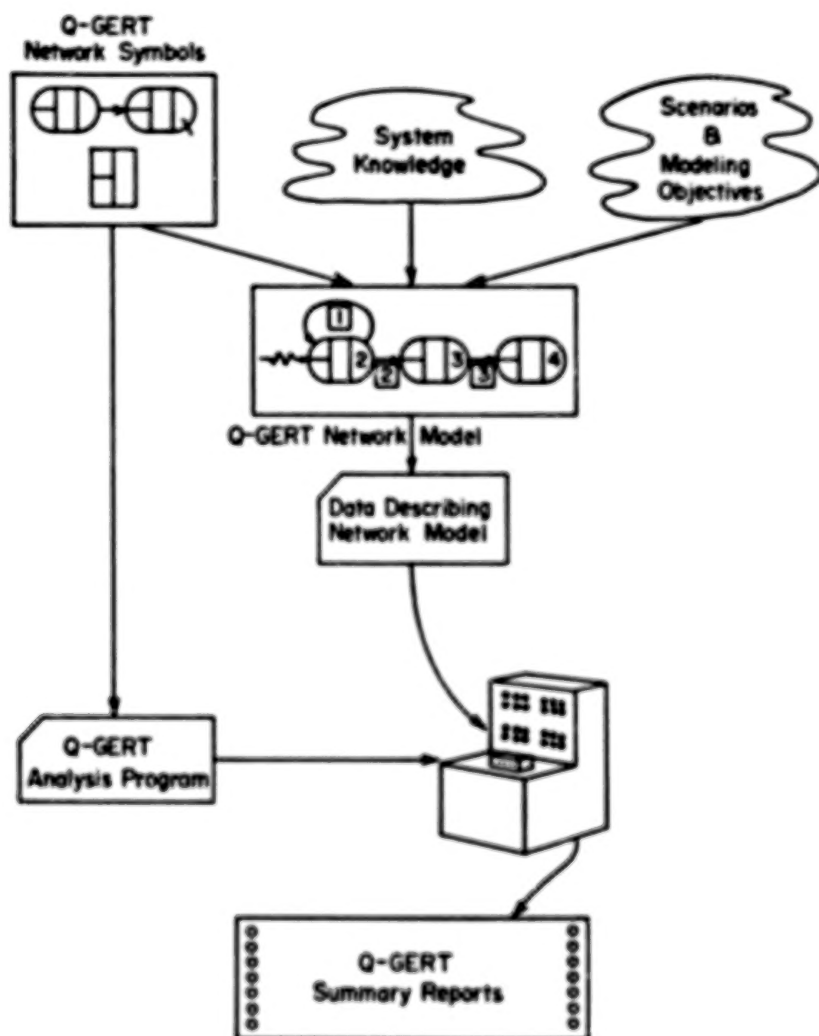 Q-GERT
Network Symbols
System
Knowledge
Scenarios
&
Modeling
Objectives
1
2
3
4
2
3
Q-GERT Network Model
Data Describing
Network Model
Q-GERT
Analysis Program
Q-GERT
Summary Reports